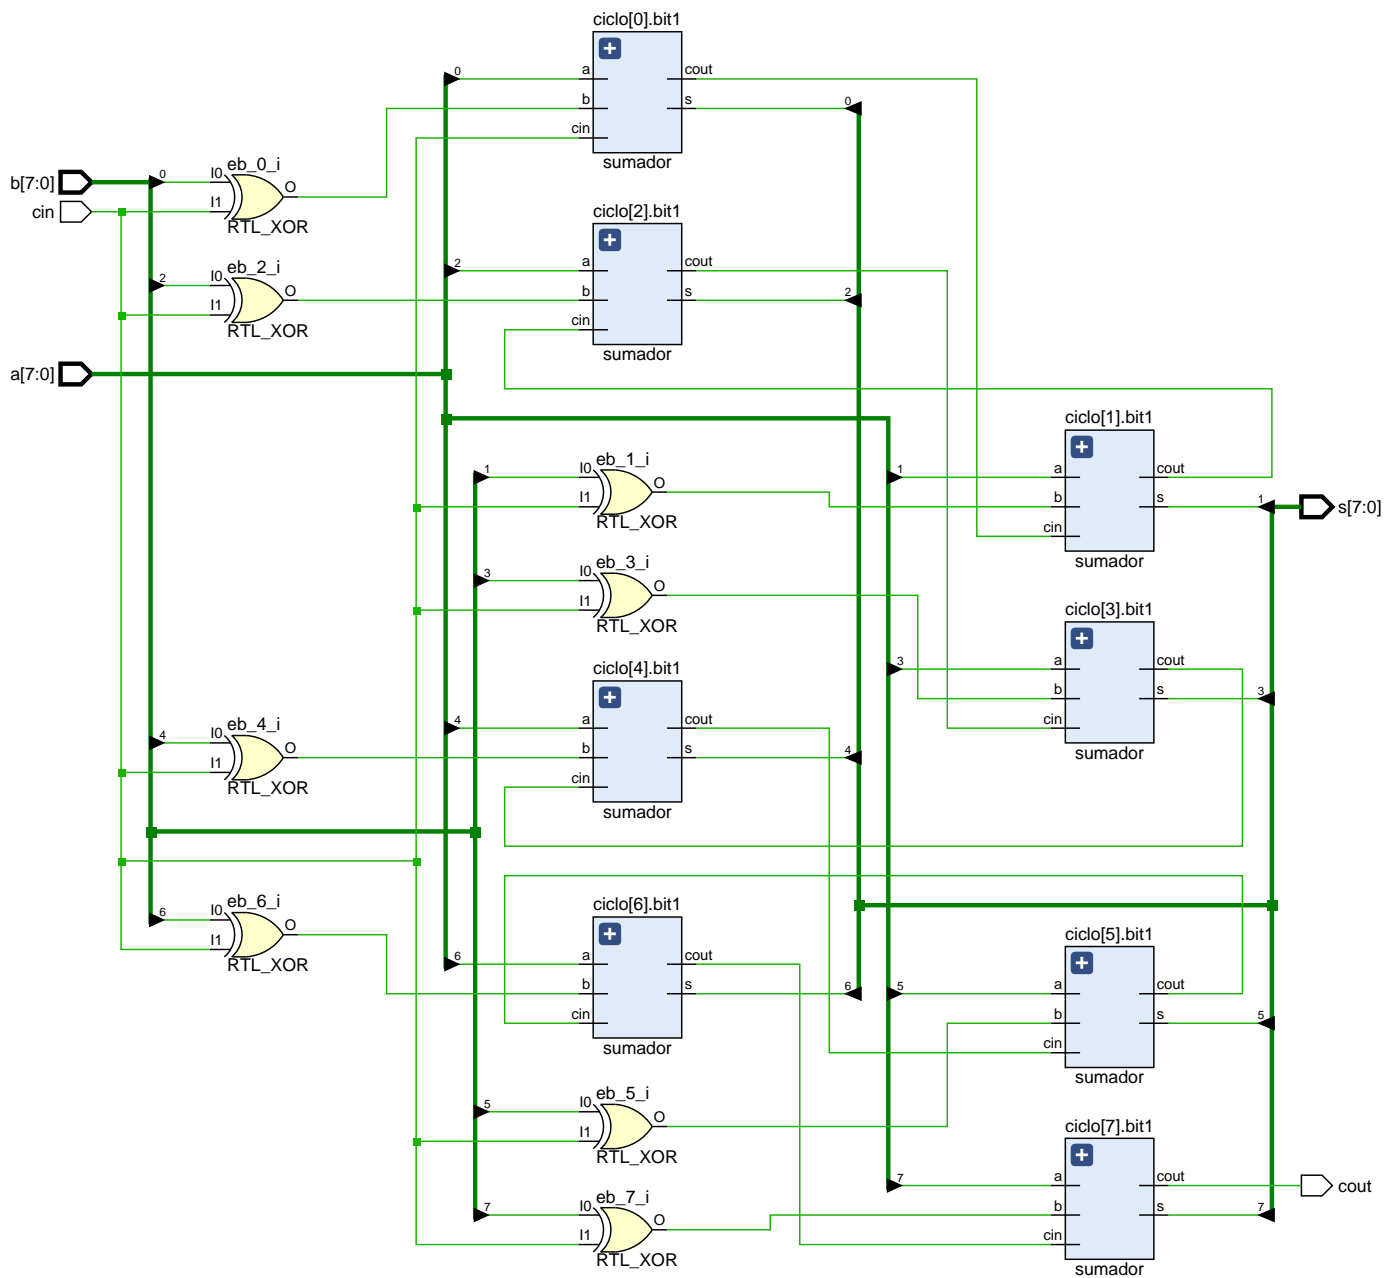 ciclo[0].bit1
0 a cout
b s 0
cin
sumador
eb_0_i
b[7:0] 0 I0 O
cin I1
RTL_XOR
ciclo[2].bit1
2 a cout
b s 2
cin
sumador
eb_2_i
2 I0 O
I1
RTL_XOR
a[7:0]
ciclo[1].bit1
1 a cout
b s 1
cin
sumador
s[7:0]
eb_1_i
1 I0 O
I1
RTL_XOR
eb_3_i
3 I0 O
I1
RTL_XOR
ciclo[3].bit1
3 a cout
b s 3
cin
sumador
ciclo[4].bit1
4 a cout
b s 4
cin
sumador
eb_4_i
4 I0 O
I1
RTL_XOR
eb_6_i
6 I0 O
I1
RTL_XOR
ciclo[6].bit1
6 a cout
b s 6
cin
sumador
ciclo[5].bit1
5 a cout
b s 5
cin
sumador
eb_5_i
5 I0 O
I1
RTL_XOR
ciclo[7].bit1
7 a cout cout
b s 7
cin
sumador
eb_7_i
7 I0 O
I1
RTL_XOR